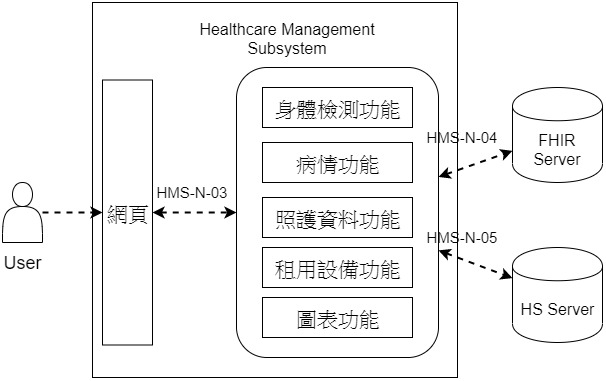 Healthcare Management
Subsystem
User
網頁
HMS-N-03
身體檢測功能
病情功能
照護資料功能
租用設備功能
圖表功能
HMS-N-04
FHIR
Server
HMS-N-05
HS Server